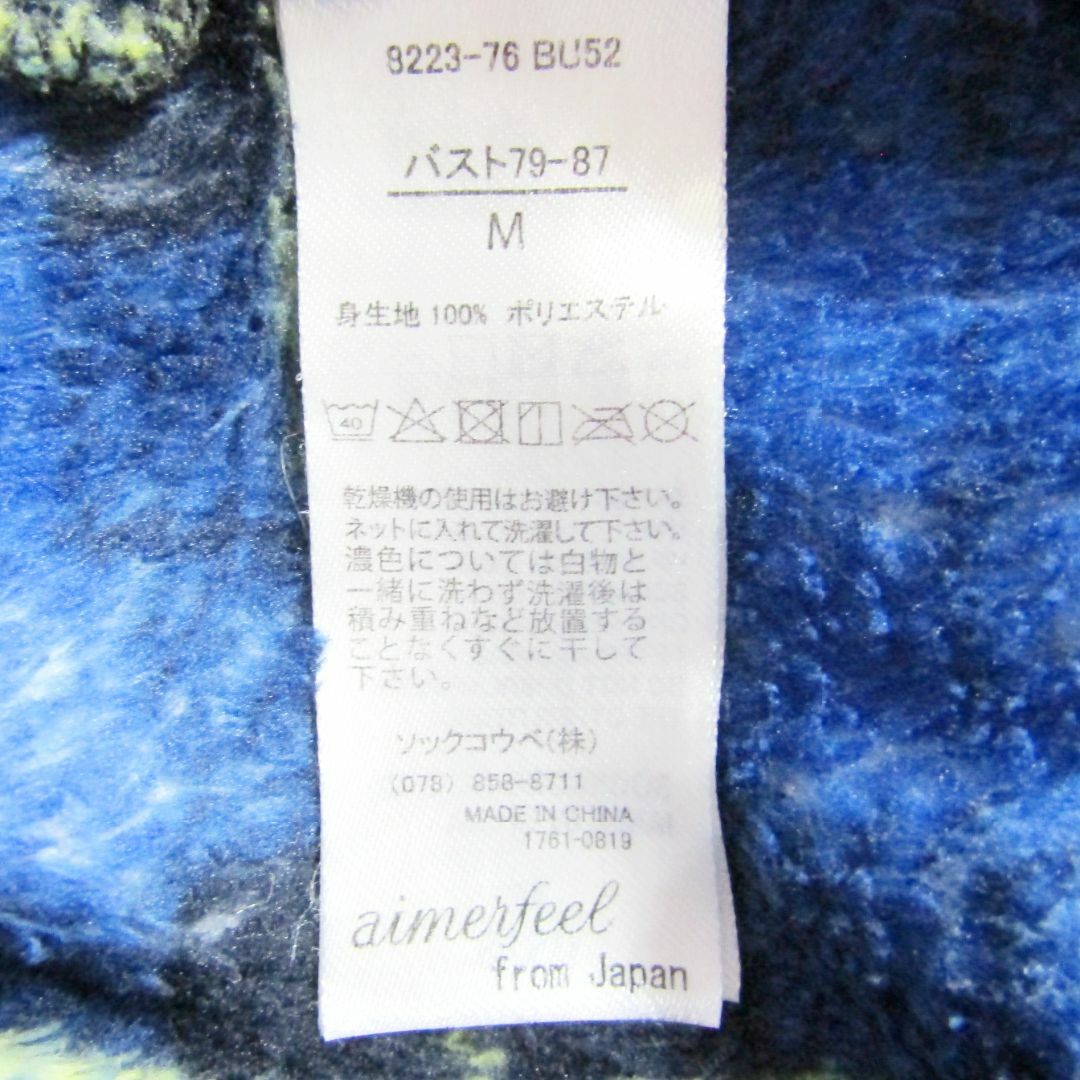 8223-76 BU52
バスト79-87
M
身生地 100% ポリエステル
40
乾燥機の使用はお避け下さい。
ネットに入れて洗濯して下さい。
濃色については白物と
一緒に洗わず洗濯後は
積み重ねなど放置する
ことなくすぐに干して
下さい。
ソックコウベ(株)
(078) 858-8711
MADE IN CHINA
1761-0819
aimerfeel
from Japan